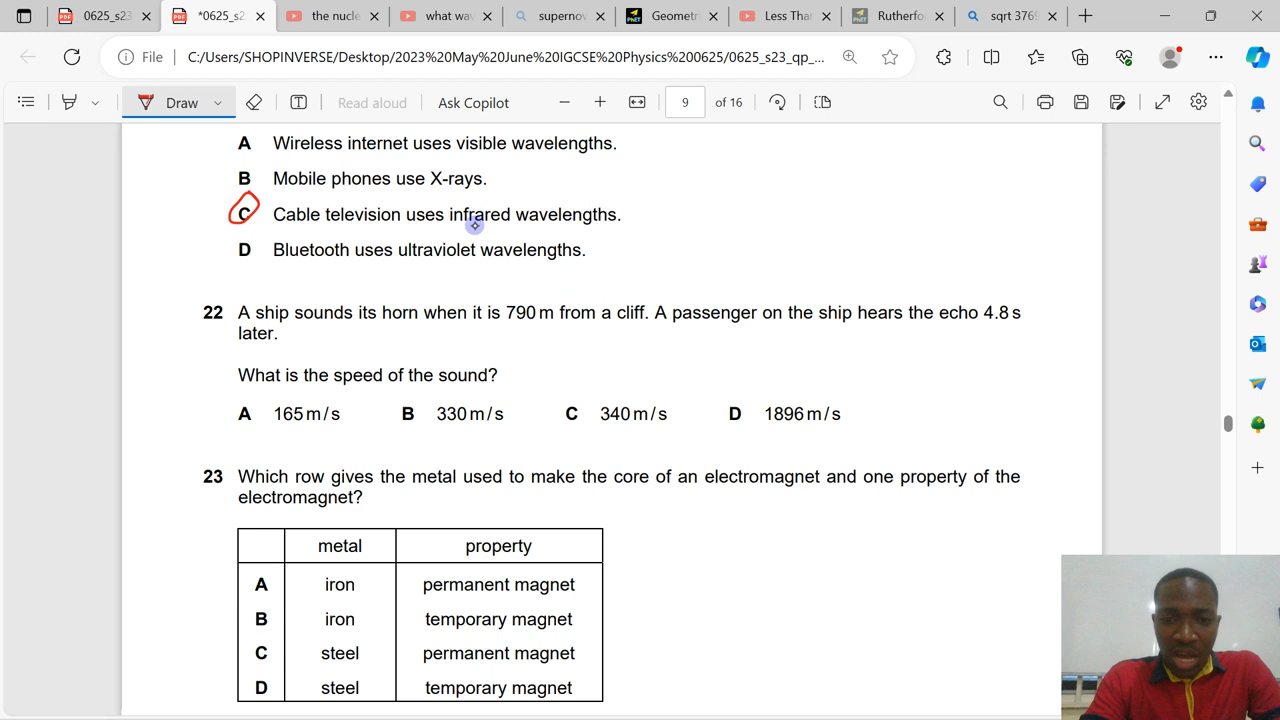 0625_s23
*0625_s2
the nucle
what wav
supernov
Geometr
Less Tha
Rutherfo
sqrt 3769
File
C:/Users/SHOPINVERSE/Desktop/2023%20May%20June%20IGCSE%20Physics%200625/0625_s23_qp_...
Draw
Read aloud
Ask Copilot
9
of 16
A Wireless internet uses visible wavelengths.
B Mobile phones use X-rays.
C Cable television uses infrared wavelengths.
D Bluetooth uses ultraviolet wavelengths.
22 A ship sounds its horn when it is 790 m from a cliff. A passenger on the ship hears the echo 4.8 s
later.
What is the speed of the sound?
A 165 m/s B 330 m/s C 340 m/s D 1896 m/s
23 Which row gives the metal used to make the core of an electromagnet and one property of the
electromagnet?
metal property
A iron permanent magnet
B iron temporary magnet
C steel permanent magnet
D steel temporary magnet